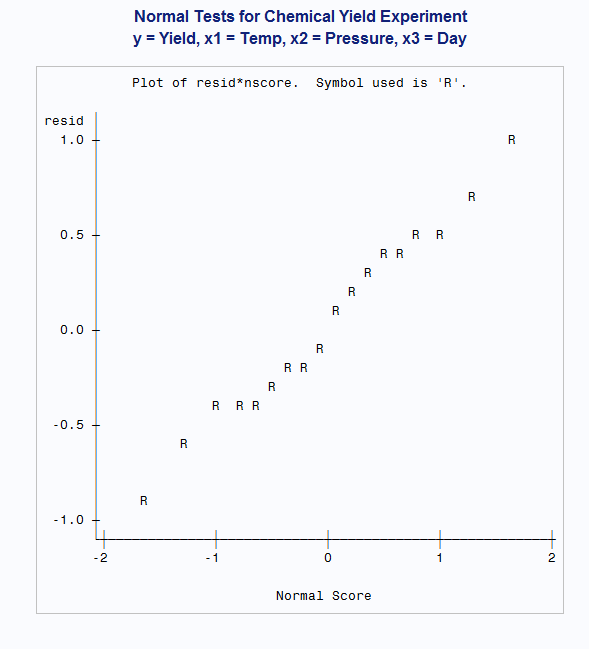 Normal Tests for Chemical Yield Experiment
y = Yield, x1 = Temp, x2 = Pressure, x3 = Day
Plot of resid*nscore.  Symbol used is 'R'.
resid
1.0
R
R
0.5
R R
R R
R
R
R
0.0
R
R R
R
R R R
-0.5
R
R
-1.0
-2 -1 0 1 2
Normal Score